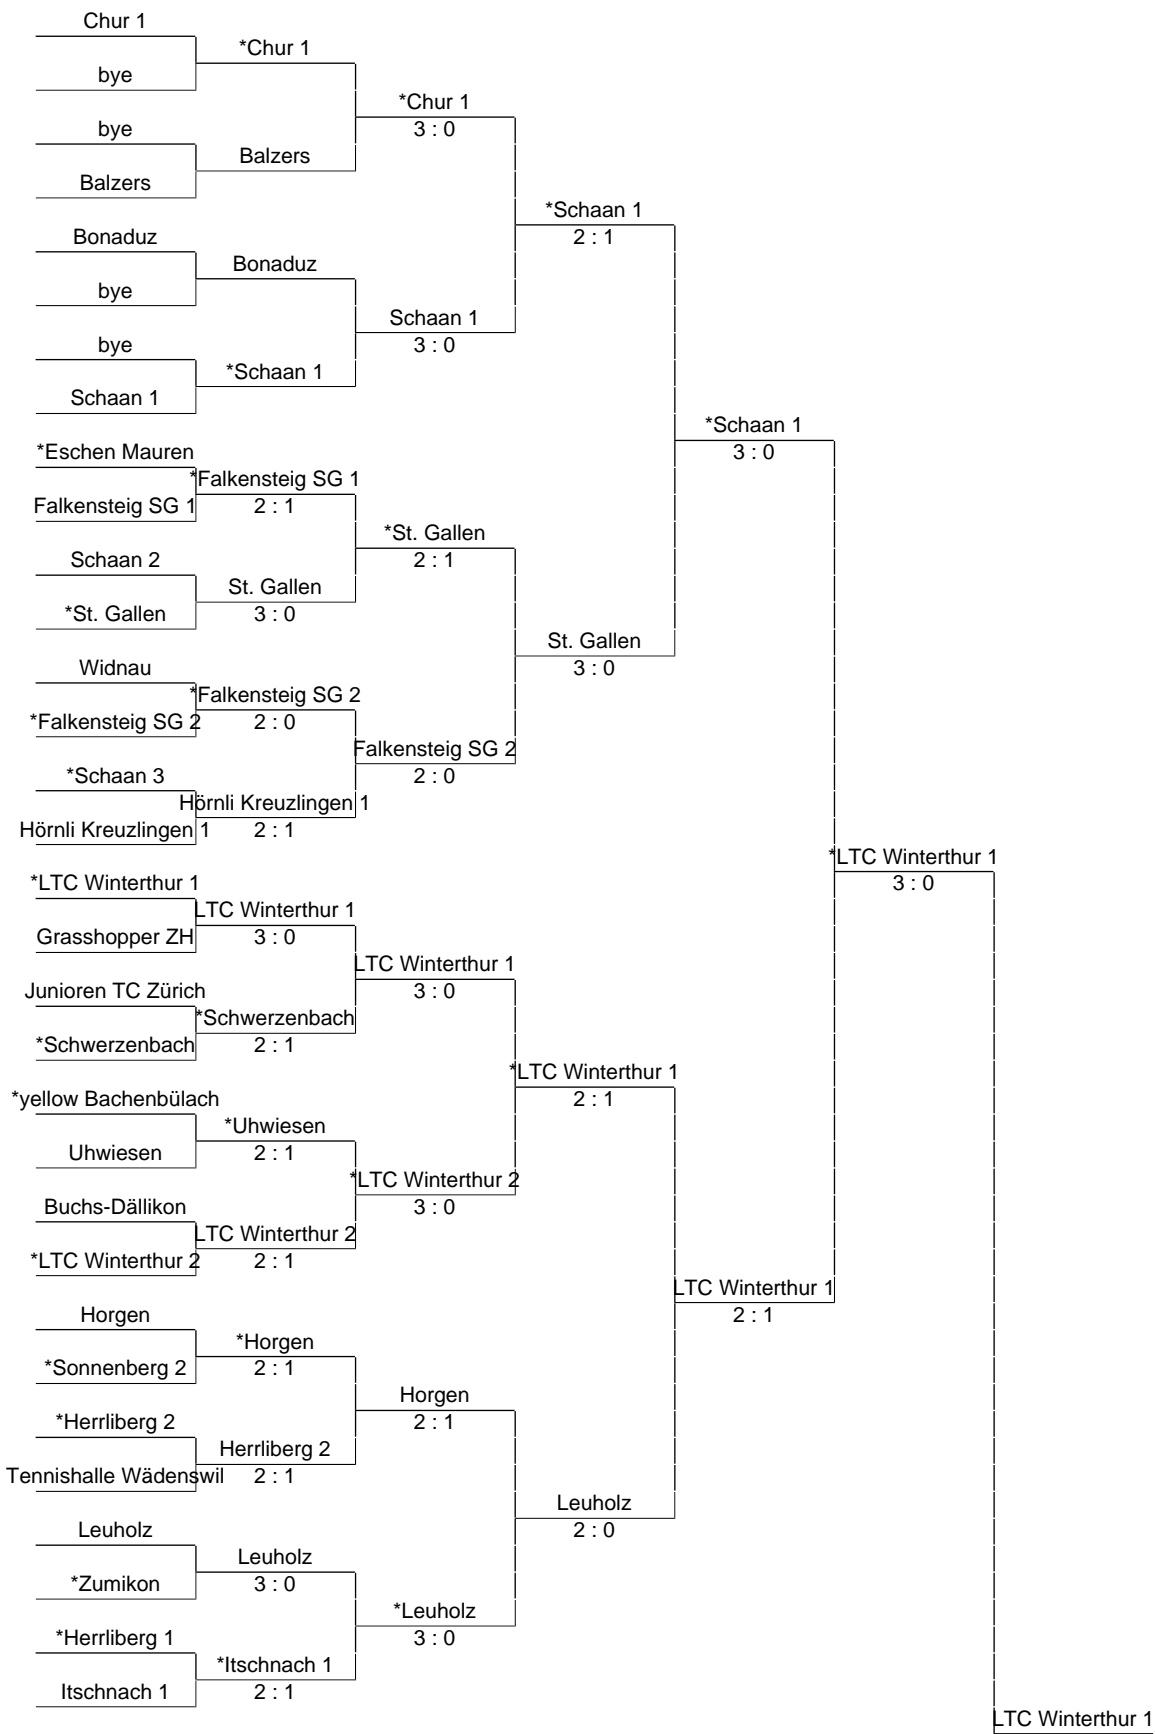 Chur 1
*Chur 1
bye
*Chur 1
3 : 0
bye
Balzers
Balzers
*Schaan 1
2 : 1
Bonaduz
Bonaduz
bye
Schaan 1
3 : 0
bye
*Schaan 1
Schaan 1
*Schaan 1
3 : 0
*Eschen Mauren
*Falkensteig SG 1
Falkensteig SG 1
2 : 1
*St. Gallen
2 : 1
Schaan 2
St. Gallen
*St. Gallen
3 : 0
St. Gallen
3 : 0
Widnau
*Falkensteig SG 2
*Falkensteig SG 2
2 : 0
Falkensteig SG 2
2 : 0
*Schaan 3
Hörnli Kreuzlingen 1
Hörnli Kreuzlingen 1
2 : 1
*LTC Winterthur 1
3 : 0
*LTC Winterthur 1
LTC Winterthur 1
Grasshopper ZH
3 : 0
LTC Winterthur 1
3 : 0
Junioren TC Zürich
*Schwerzenbach
*Schwerzenbach
2 : 1
*LTC Winterthur 1
2 : 1
*yellow Bachenbülach
*Uhwiesen
Uhwiesen
2 : 1
*LTC Winterthur 2
3 : 0
Buchs-Dällikon
LTC Winterthur 2
*LTC Winterthur 2
2 : 1
LTC Winterthur 1
2 : 1
Horgen
*Horgen
*Sonnenberg 2
2 : 1
Horgen
2 : 1
*Herrliberg 2
Herrliberg 2
Tennishalle Wädenswil
2 : 1
Leuholz
2 : 0
Leuholz
Leuholz
*Zumikon
3 : 0
*Leuholz
3 : 0
*Herrliberg 1
*Itschnach 1
Itschnach 1
2 : 1
LTC Winterthur 1